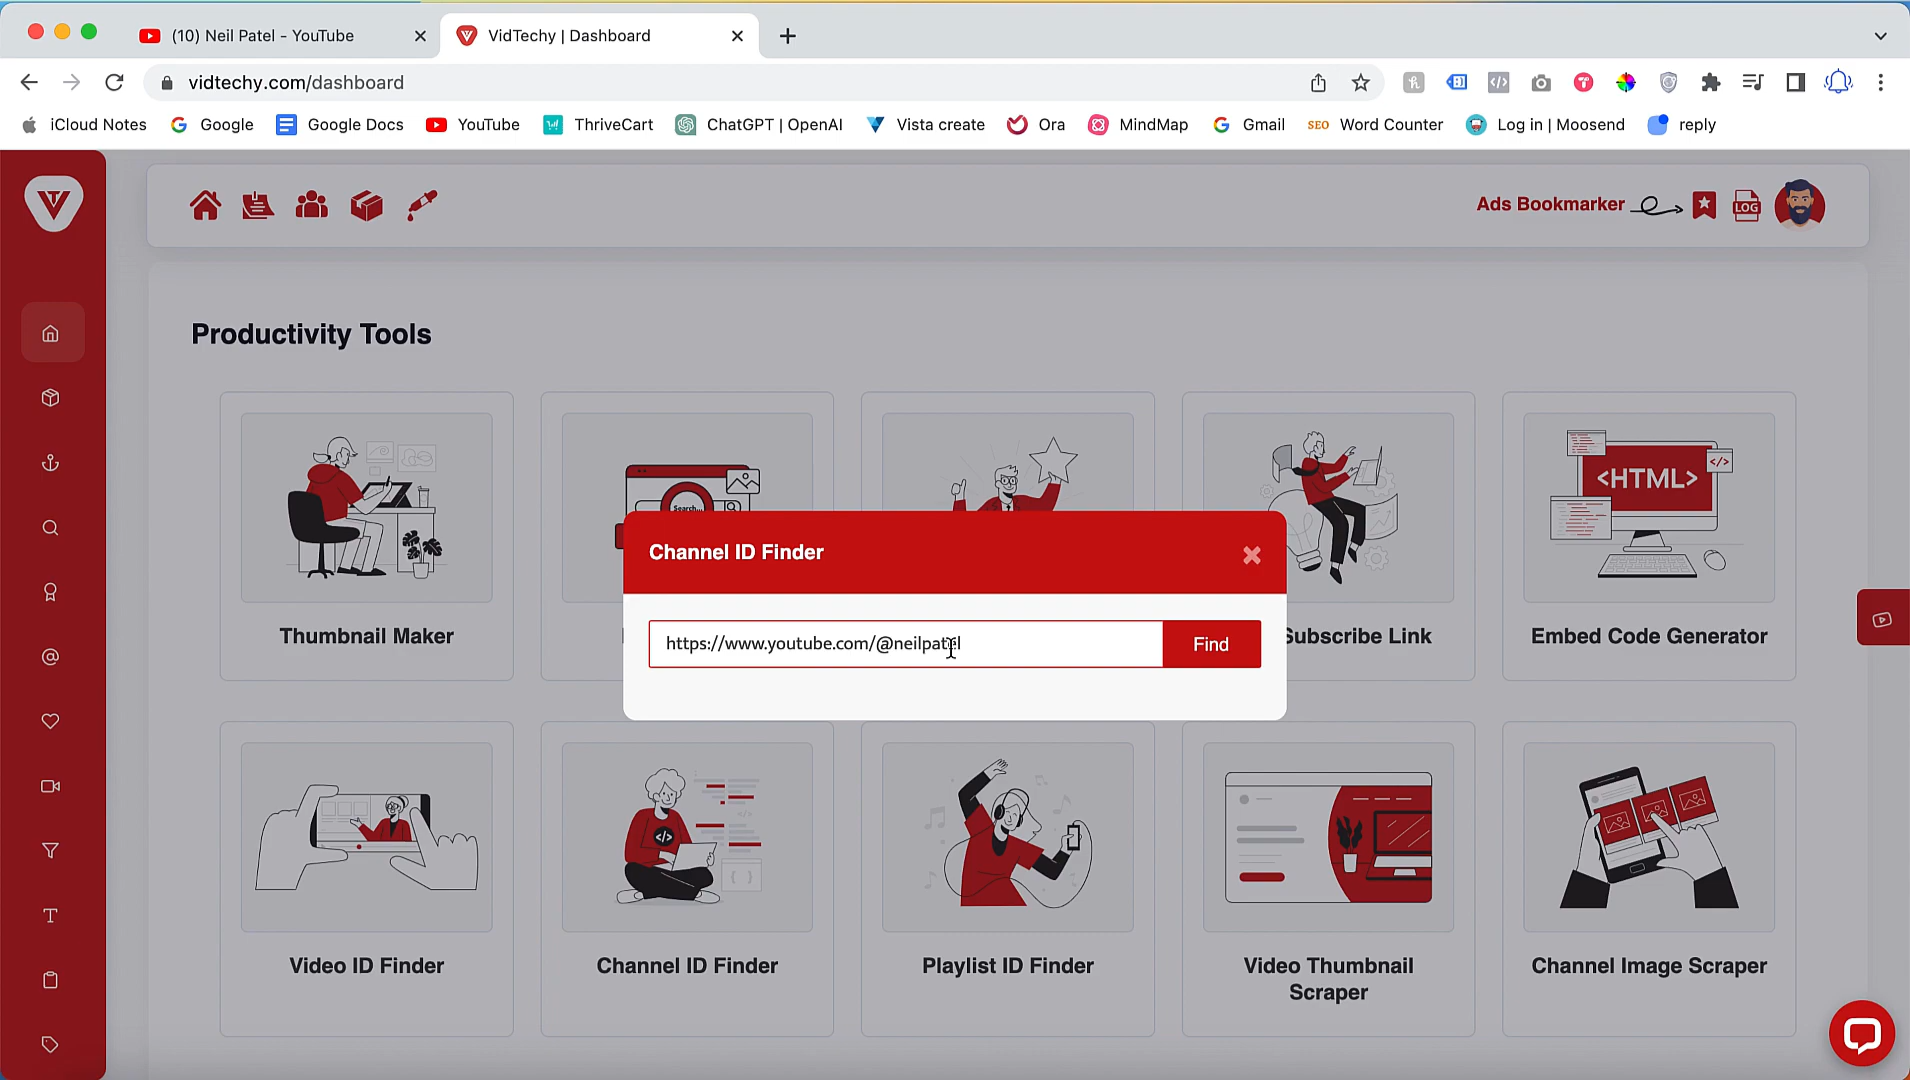 (10) Neil Patel - YouTube
VidTechy | Dashboard
vidtechy.com/dashboard
iCloud Notes
Google
Google Docs
YouTube
ThriveCart
ChatGPT | OpenAI
Vista create
Ora
MindMap
Gmail
SEO Word Counter
Log in | Moosend
reply
Ads Bookmarker
LOG
Productivity Tools
Search...
<HTML>
</>
Channel ID Finder
https://www.youtube.com/@neilpatel
Find
Thumbnail Maker
Subscribe Link
Embed Code Generator
</>
Video ID Finder
Channel ID Finder
Playlist ID Finder
Video Thumbnail
Scraper
Channel Image Scraper